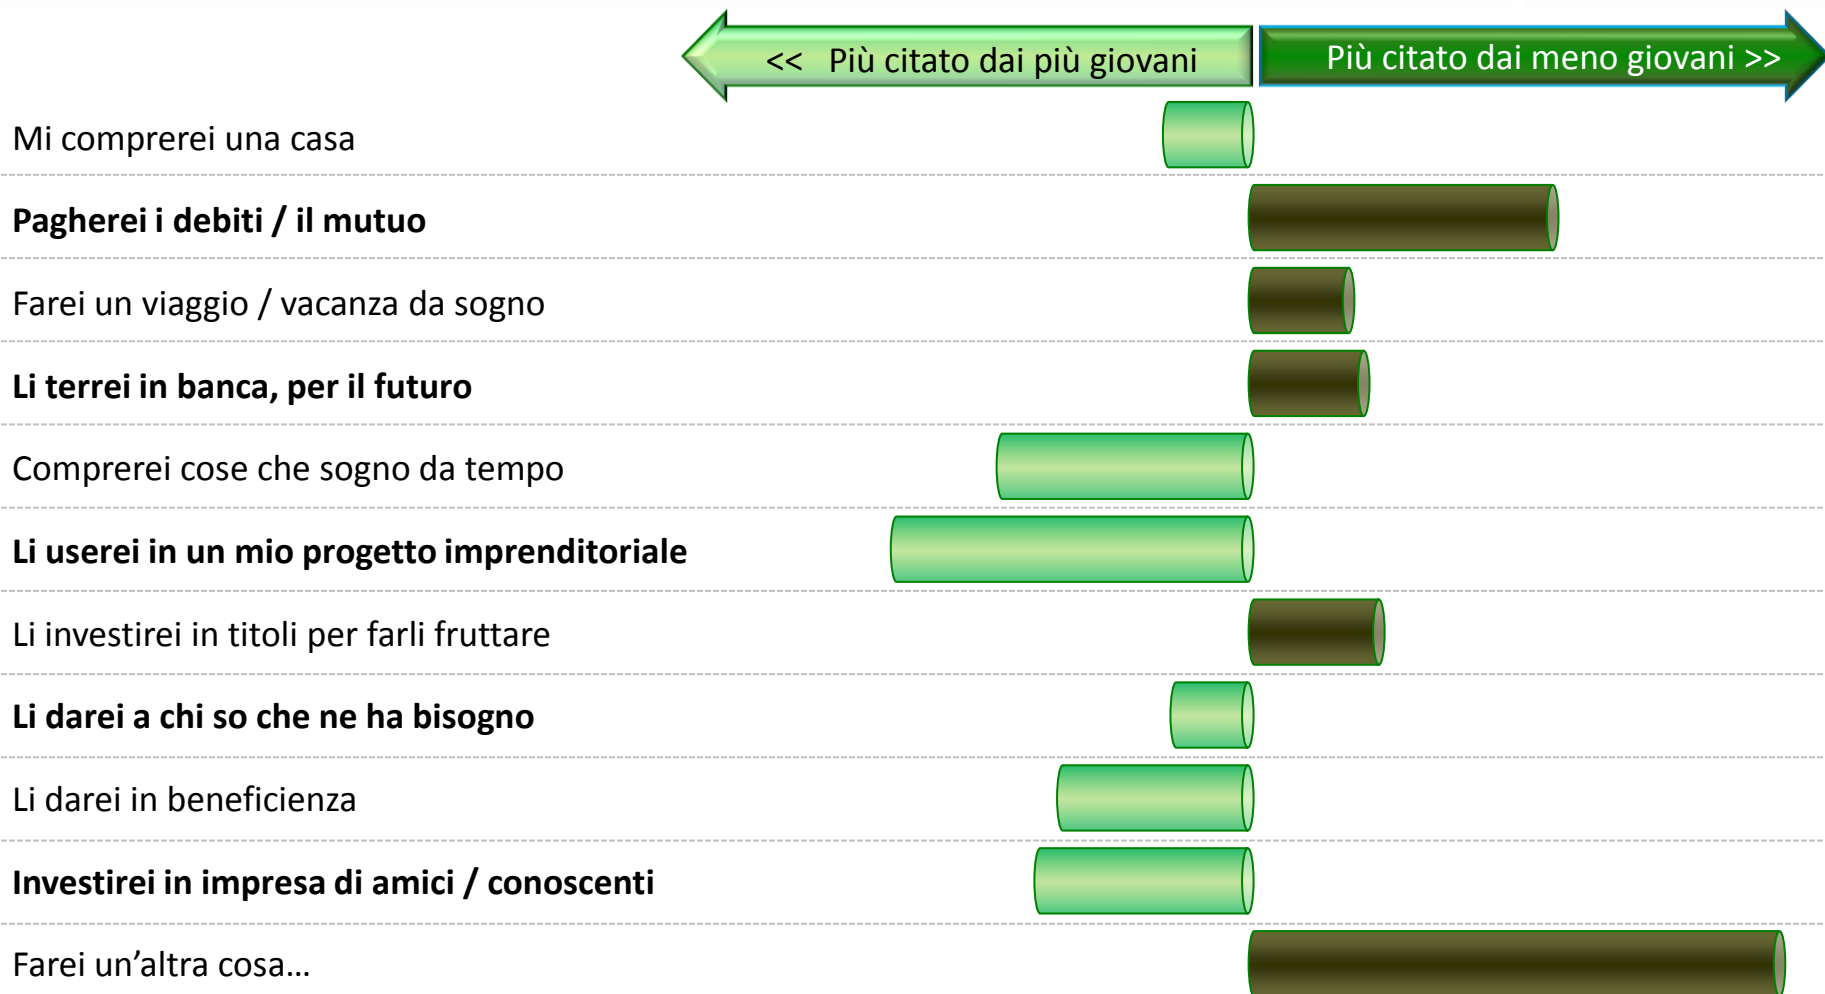 << Più citato dai più giovani
Più citato dai meno giovani >>
Mi comprerei una casa
Pagherei i debiti / il mutuo
Farei un viaggio / vacanza da sogno
Li terrei in banca, per il futuro
Comprerei cose che sogno da tempo
Li userei in un mio progetto imprenditoriale
Li investirei in titoli per farli fruttare
Li darei a chi so che ne ha bisogno
Li darei in beneficienza
Investirei in impresa di amici / conoscenti
Farei un’altra cosa…